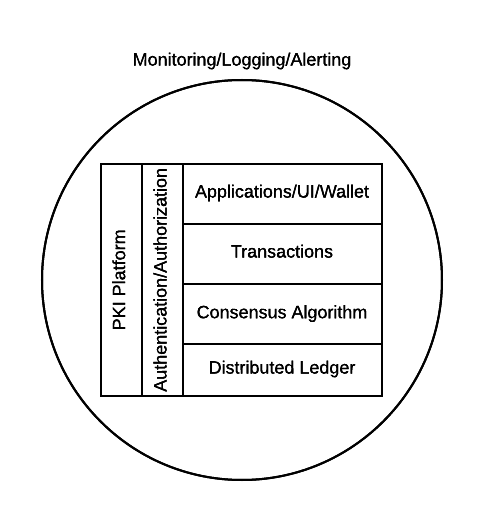 Monitoring/Logging/Alerting
PKI Platform
Authentication/Authorization
Applications/UI/Wallet
Transactions
Consensus Algorithm
Distributed Ledger